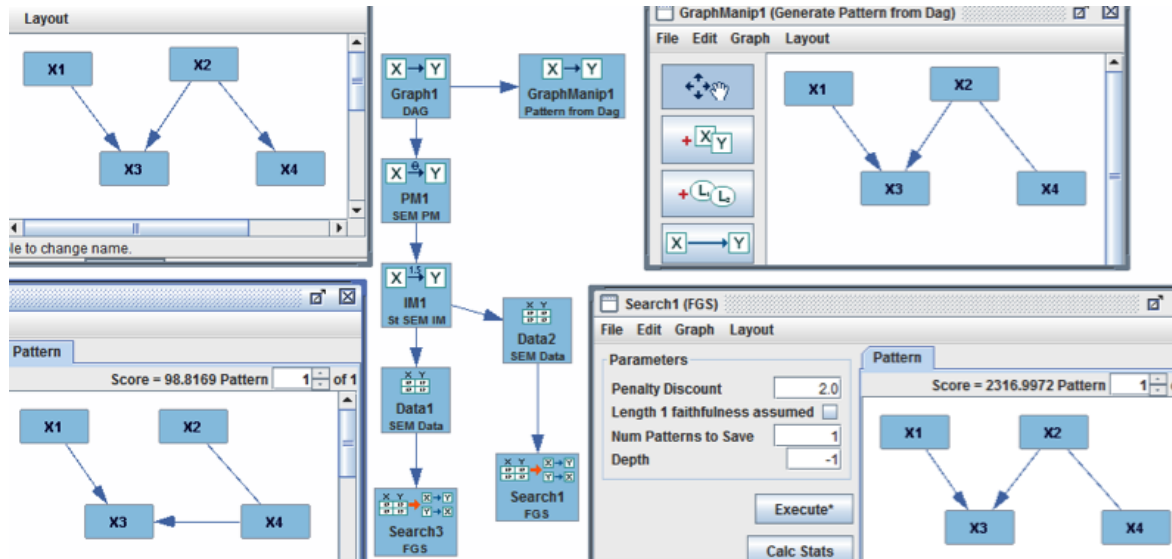 Layout
X1
X2
X3
X4
le to change name.
X Y
Graph1
DAG
X Y
GraphManip1
Pattern from Dag
X Θ Y
PM1
SEM PM
X 1.5 Y
IM1
St SEM IM
X Y
Data1
SEM Data
X Y
Data2
SEM Data
X Y X Y
Y X
Search3
FGS
X Y X Y
Y X
Search1
FGS
GraphManip1 (Generate Pattern from Dag)
File Edit Graph Layout
+ X Y
+ L₁ L₂
X Y
X1
X2
X3
X4
Pattern
Score = 98.8169 Pattern 1 of 1
X1
X2
X3
X4
Search1 (FGS)
File Edit Graph Layout
Parameters
Penalty Discount 2.0
Length 1 faithfulness assumed
Num Patterns to Save 1
Depth -1
Execute*
Calc Stats
Pattern
Score = 2316.9972 Pattern 1
X1
X2
X3
X4